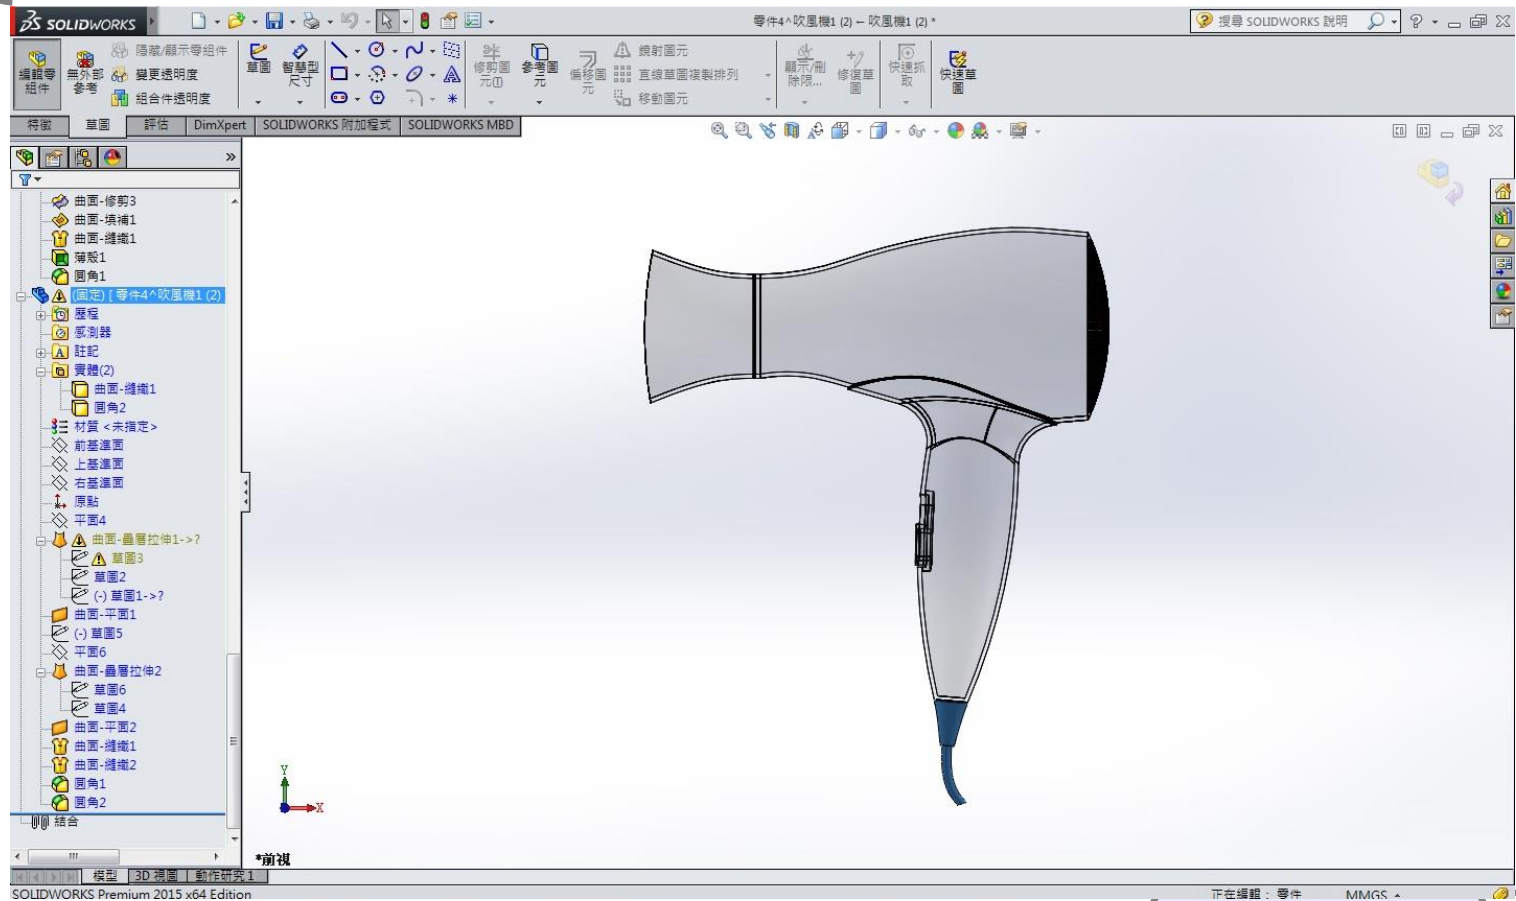 SOLIDWORKS
零件4^吹風機1 (2) – 吹風機1 (2) *
搜尋 SOLIDWORKS 說明
編輯零組件
無外部參考
隱藏/顯示零組件
變更透明度
組合件透明度
草圖
智慧型尺寸
修剪圖元(T)
參考圖元
偏移圖元
鏡射圖元
直線草圖複製排列
移動圖元
顯示/刪除限...
修復草圖
快速抓取
快速草圖
特徵 草圖 評估 DimXpert SOLIDWORKS 附加程式 SOLIDWORKS MBD
曲面-修剪3
曲面-填補1
曲面-縫織1
薄殼1
圓角1
(固定) [ 零件4^吹風機1 (2)
歷程
感測器
註記
實體(2)
曲面-縫織1
圓角2
材質 <未指定>
前基準面
上基準面
右基準面
原點
平面4
曲面-疊層拉伸1->?
草圖3
草圖2
(-) 草圖1->?
曲面-平面1
(-) 草圖5
平面6
曲面-疊層拉伸2
草圖6
草圖4
曲面-平面2
曲面-縫織1
曲面-縫織2
圓角1
圓角2
結合
Y
X
*前視
模型 3D 視圖 動作研究 1
SOLIDWORKS Premium 2015 x64 Edition
正在編輯： 零件 MMGS